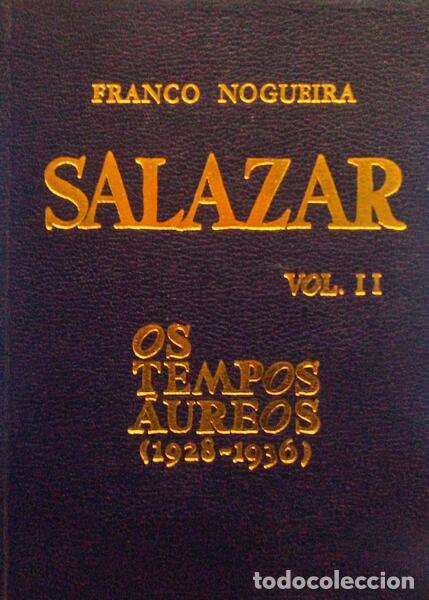 FRANCO NOGUEIRA
SALAZAR
VOL. II
OS
TEMPOS
ÁUREOS
(1928-1936)
todocoleccion